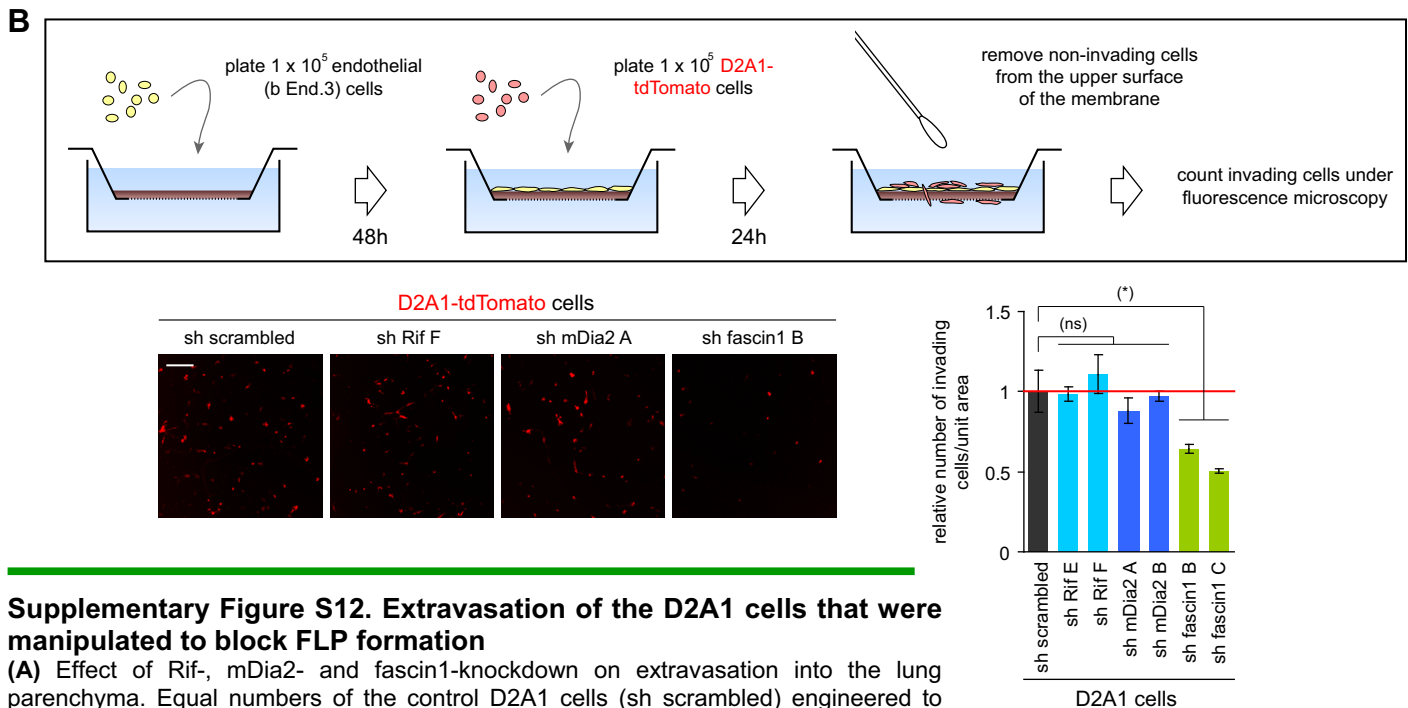 B
plate 1 x 10⁵ endothelial
(b End.3) cells
plate 1 x 10⁵ D2A1-
tdTomato cells
remove non-invading cells
from the upper surface
of the membrane
48h
24h
count invading cells under
fluorescence microscopy
D2A1-tdTomato cells
sh scrambled
sh Rif F
sh mDia2 A
sh fascin1 B
relative number of invading
cells/unit area
1.5
1
0.5
0
(*)
(ns)
sh scrambled
sh Rif E
sh Rif F
sh mDia2 A
sh mDia2 B
sh fascin1 B
sh fascin1 C
D2A1 cells
Supplementary Figure S12. Extravasation of the D2A1 cells that were
manipulated to block FLP formation
(A) Effect of Rif-, mDia2- and fascin1-knockdown on extravasation into the lung
parenchyma. Equal numbers of the control D2A1 cells (sh scrambled) engineered to